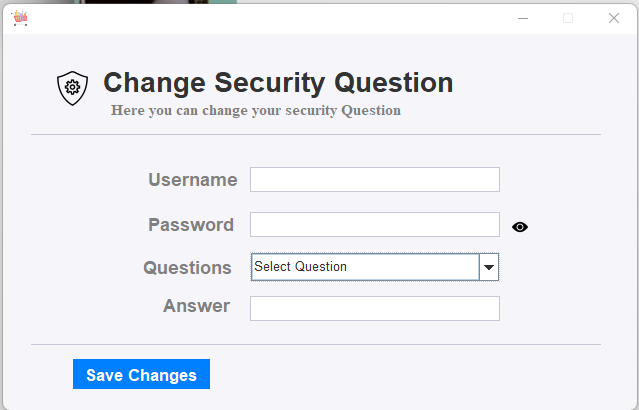 Change Security Question
Here you can change your security Question
Username
Password
Questions
Select Question
Answer
Save Changes